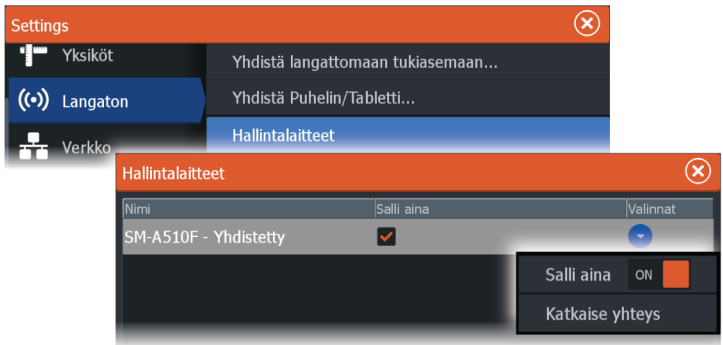 Settings
Yksiköt
Yhdistä langattomaan tukiasemaan...
Langaton
Yhdistä Puhelin/Tabletti...
Hallintalaitteet
Verkko
Hallintalaitteet
Nimi Salli aina Valinnat
SM-A510F - Yhdistetty
Salli aina ON
Katkaise yhteys